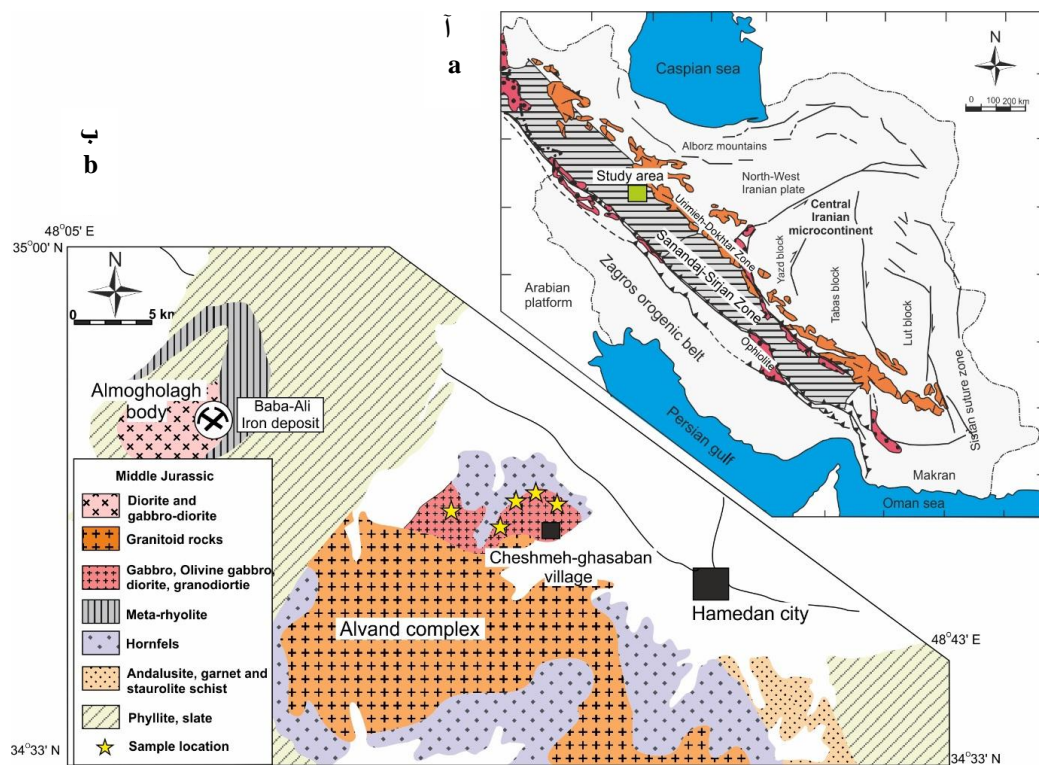 آ
a
Caspian sea
N
0 100 200 km
Alborz mountains
North-West
Iranian plate
Study area
Urimieh-Dokhtar Zone
Central
Iranian
microcontinent
Sanandaj-Sirjan Zone
Yazd block
Tabas block
Lut block
Arabian
platform
Zagros orogenic belt
Ophiolite
Sistan suture zone
Persian gulf
Makran
Oman sea
ب
b
48°05' E
35°00' N
N
0 5 km
Almogholagh
body
Baba-Ali
Iron deposit
Middle Jurassic
Diorite and
gabbro-diorite
Granitoid rocks
Gabbro, Olivine gabbro
diorite, granodiortie
Meta-rhyolite
Hornfels
Andalusite, garnet and
staurolite schist
Phyllite, slate
Sample location
Cheshmeh-ghasaban
village
Hamedan city
Alvand complex
48°43' E
34°33' N
34°33' N